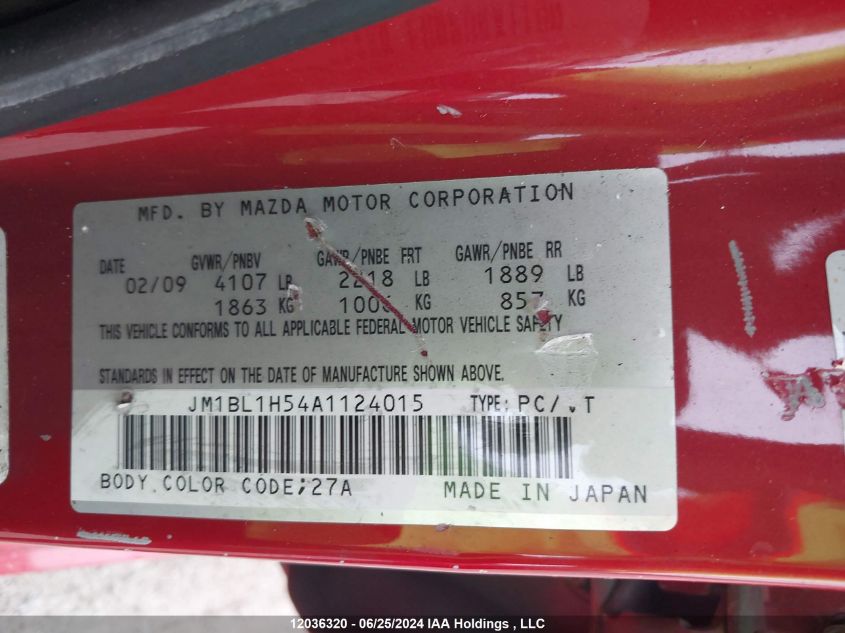 MFD. BY MAZDA MOTOR CORPORATION
DATE GVWR/PNBV GAWR/PNBE FRT GAWR/PNBE RR
02/09 4107 LB 2218 LB 1889 LB
1863 KG KG 857 KG
THIS VEHICLE CONFORMS TO ALL APPLICABLE FEDERAL MOTOR VEHICLE SAFETY
STANDARDS IN EFFECT ON THE DATE OF MANUFACTURE SHOWN ABOVE.
JM1BL1H54A1124015 TYPE: PC/
BODY COLOR CODE;27A MADE IN JAPAN
12036320 - 06/25/2024 IAA Holdings , LLC